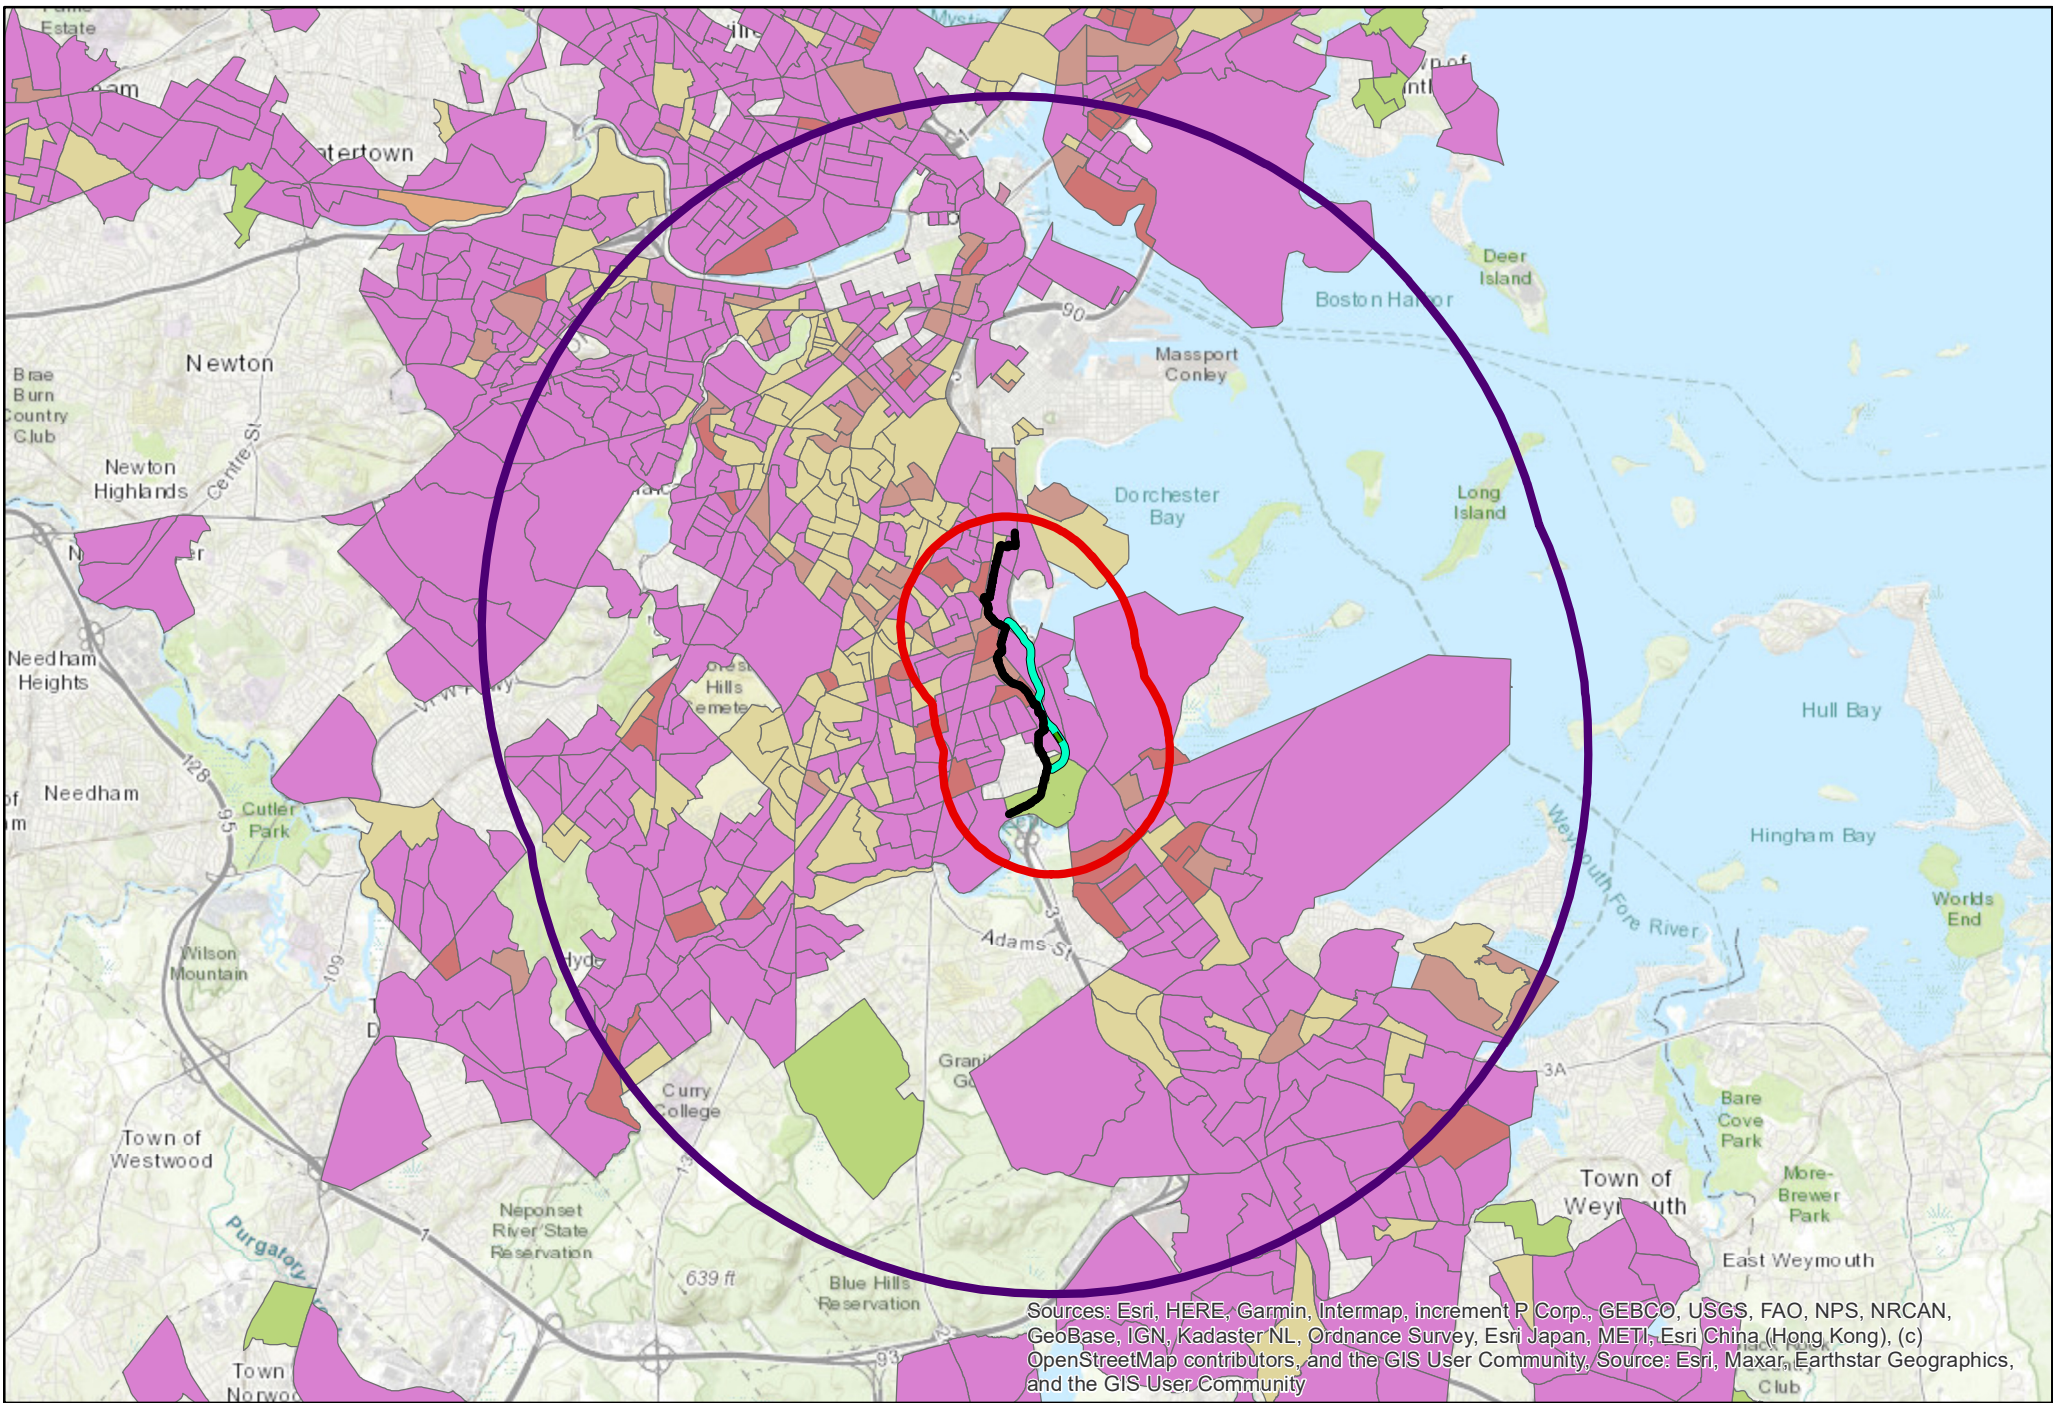 Estate
Mystic
Watertown
Newton
Brae
Burn
Country
Club
Centre St
Newton
Highlands
Deer
Island
Boston Harbor
90
Massport
Conley
Dorchester
Bay
Long
Island
Needham
Heights
Hills
Cemete
128
95
Needham
Cutler
Park
Hull Bay
Hingham Bay
Weymouth Fore River
Worlds
End
Wilson
Mountain
109
Adams St
3
3A
Curry
College
Bare
Cove
Park
Town of
Westwood
Town of
Weymouth
More-
Brewer
Park
Neponset
River State
Reservation
Purgatory
1
639 ft
Blue Hills
Reservation
East Weymouth
93
Town
Norwoo
Club
Sources: Esri, HERE, Garmin, Intermap, increment P Corp., GEBCO, USGS, FAO, NPS, NRCAN,
GeoBase, IGN, Kadaster NL, Ordnance Survey, Esri Japan, METI, Esri China (Hong Kong), (c)
OpenStreetMap contributors, and the GIS User Community, Source: Esri, Maxar, Earthstar Geographics,
and the GIS User Community